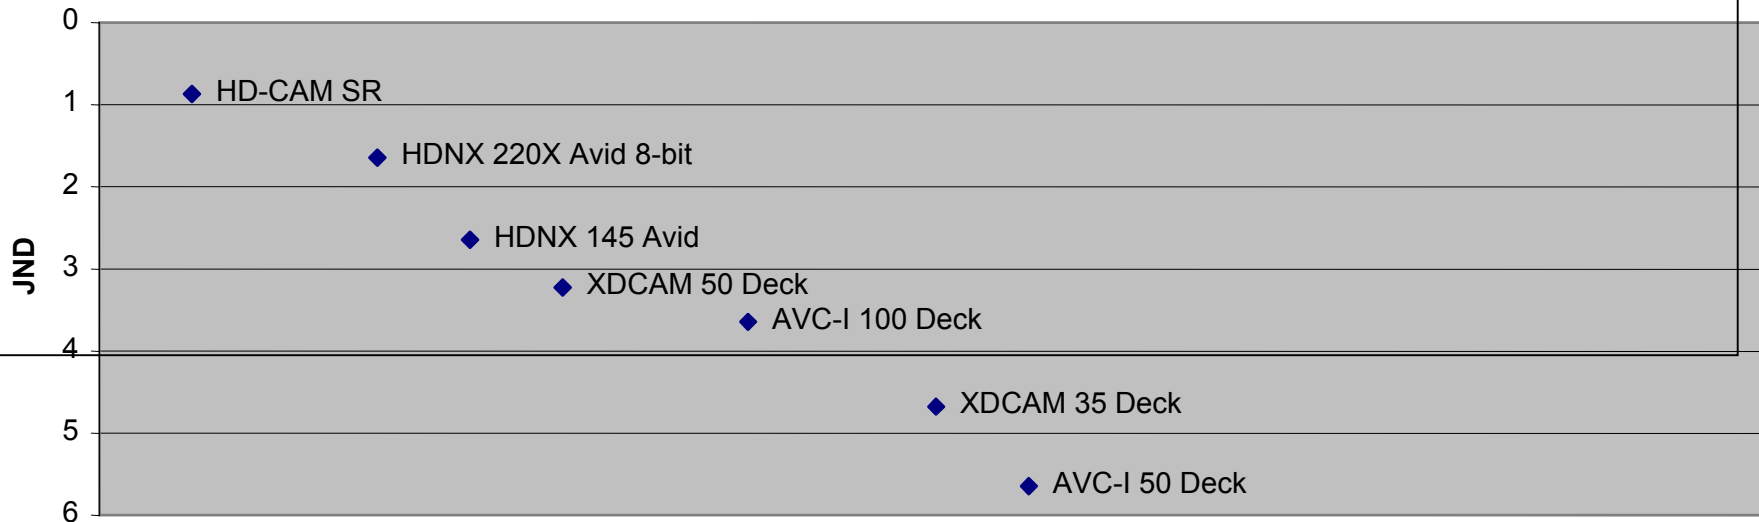 0
HD-CAM SR
1
HDNX 220X Avid 8-bit
2
HDNX 145 Avid
JND
3
XDCAM 50 Deck
AVC-I 100 Deck
4
XDCAM 35 Deck
5
AVC-I 50 Deck
6